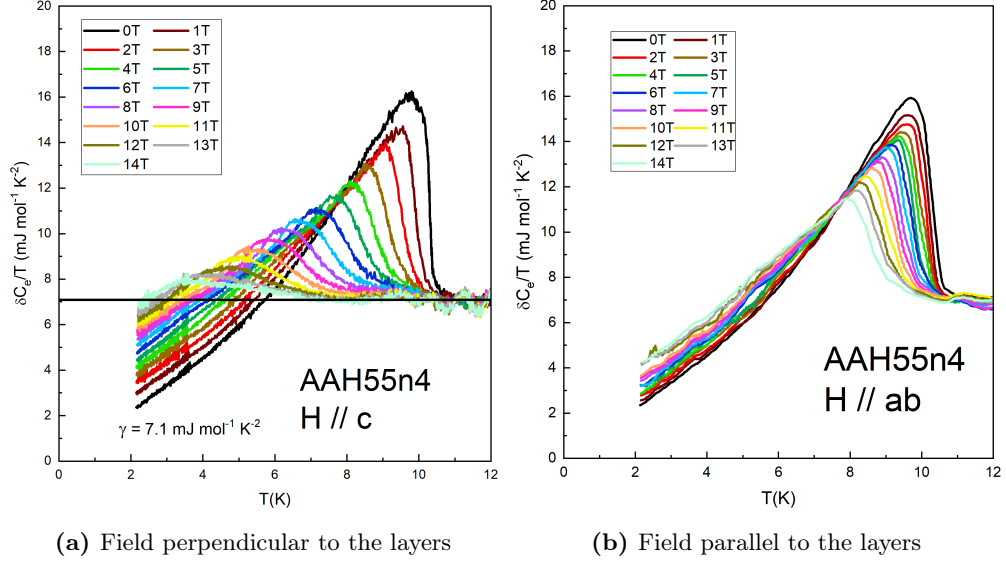 20
18
16
14
12
10
8
6
4
2
0
δCₑ/T (mJ mol⁻¹ K⁻²)
0T 1T
2T 3T
4T 5T
6T 7T
8T 9T
10T 11T
12T 13T
14T
AAH55n4
H // c
γ = 7.1 mJ mol⁻¹ K⁻²
0 2 4 6 8 10 12
T(K)
(a) Field perpendicular to the layers
20
18
16
14
12
10
8
6
4
2
0
δCₑ/T (mJ mol⁻¹ K⁻²)
0T 1T
2T 3T
4T 5T
6T 7T
8T 9T
10T 11T
12T 13T
14T
AAH55n4
H // ab
0 2 4 6 8 10 12
T(K)
(b) Field parallel to the layers